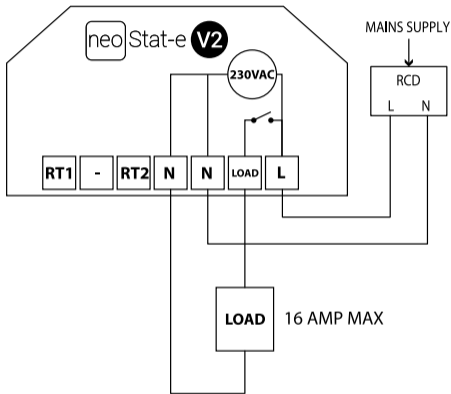 neo Stat-e V2
MAINS SUPPLY
230VAC
RCD
L N
RT1 - RT2 N N LOAD L
LOAD 16 AMP MAX